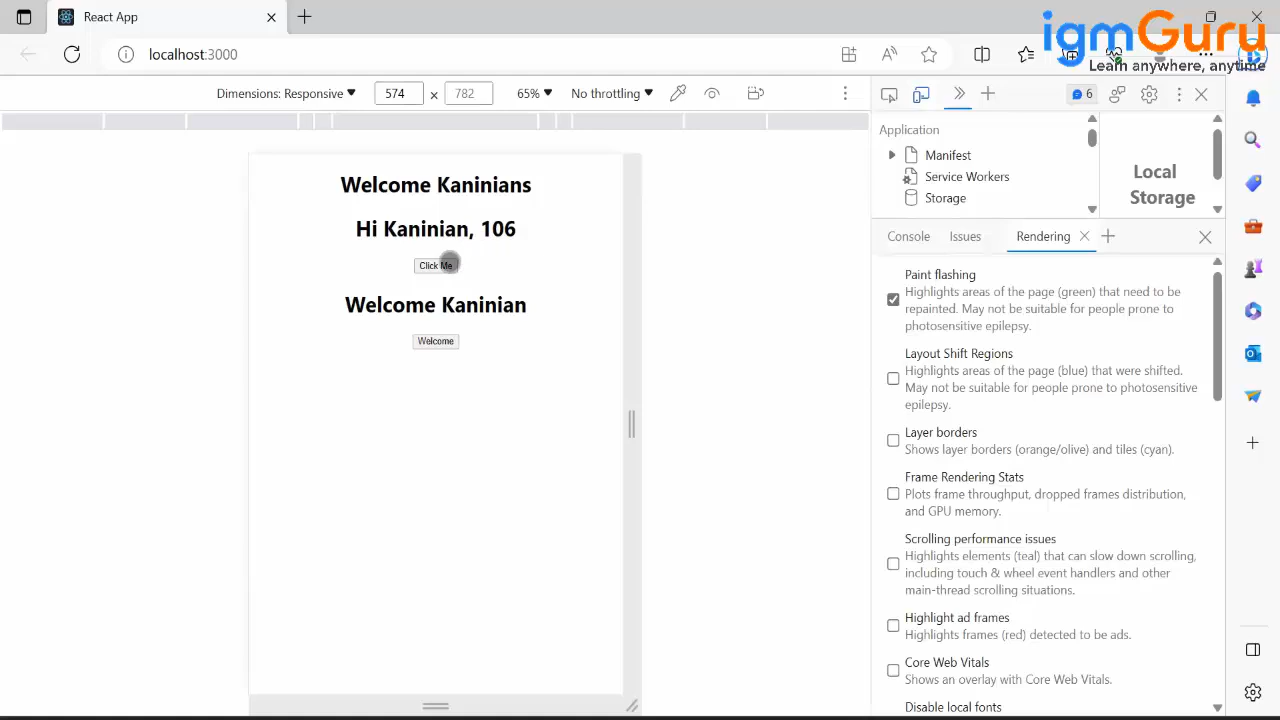 React App
igmGuru
Learn anywhere, anytime
localhost:3000
Dimensions: Responsive
574 x 782
65%
No throttling
6
Welcome Kaninians
Hi Kaninian, 106
Click Me
Welcome Kaninian
Welcome
Application
Manifest
Service Workers
Storage
Local
Storage
Console
Issues
Rendering
Paint flashing
Highlights areas of the page (green) that need to be
repainted. May not be suitable for people prone to
photosensitive epilepsy.
Layout Shift Regions
Highlights areas of the page (blue) that were shifted.
May not be suitable for people prone to photosensitive
epilepsy.
Layer borders
Shows layer borders (orange/olive) and tiles (cyan).
Frame Rendering Stats
Plots frame throughput, dropped frames distribution,
and GPU memory.
Scrolling performance issues
Highlights elements (teal) that can slow down scrolling,
including touch & wheel event handlers and other
main-thread scrolling situations.
Highlight ad frames
Highlights frames (red) detected to be ads.
Core Web Vitals
Shows an overlay with Core Web Vitals.
Disable local fonts